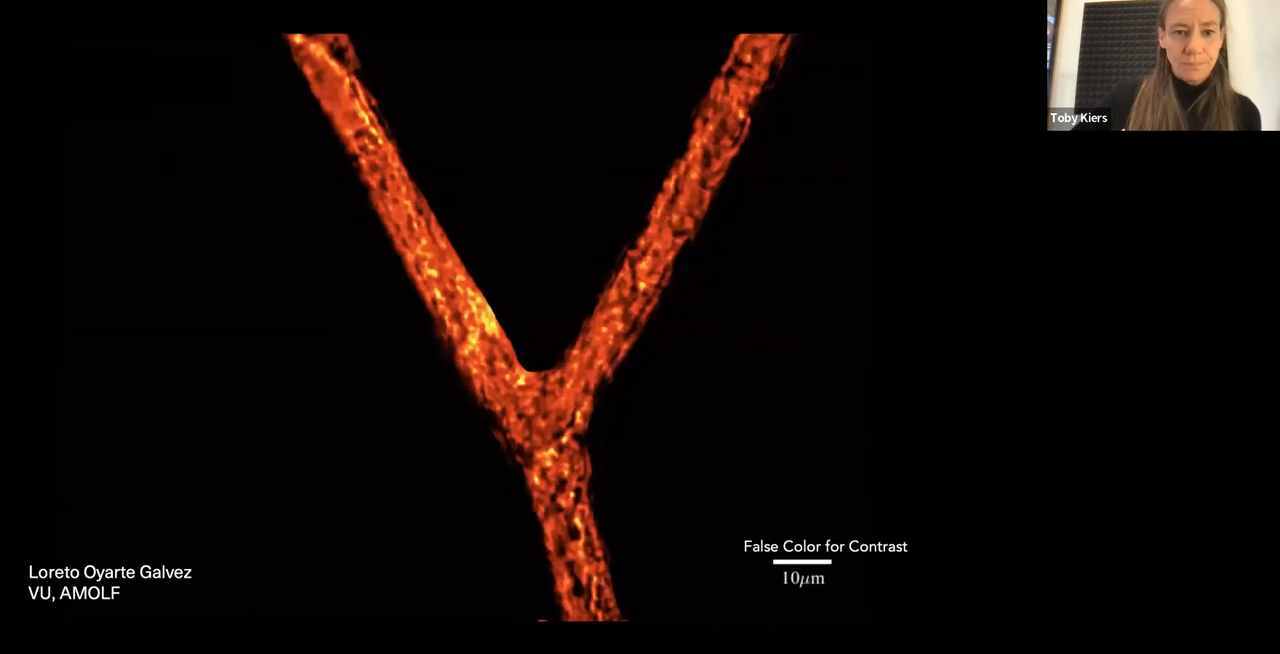 Toby Kiers
False Color for Contrast
10μm
Loreto Oyarte Galvez
VU, AMOLF